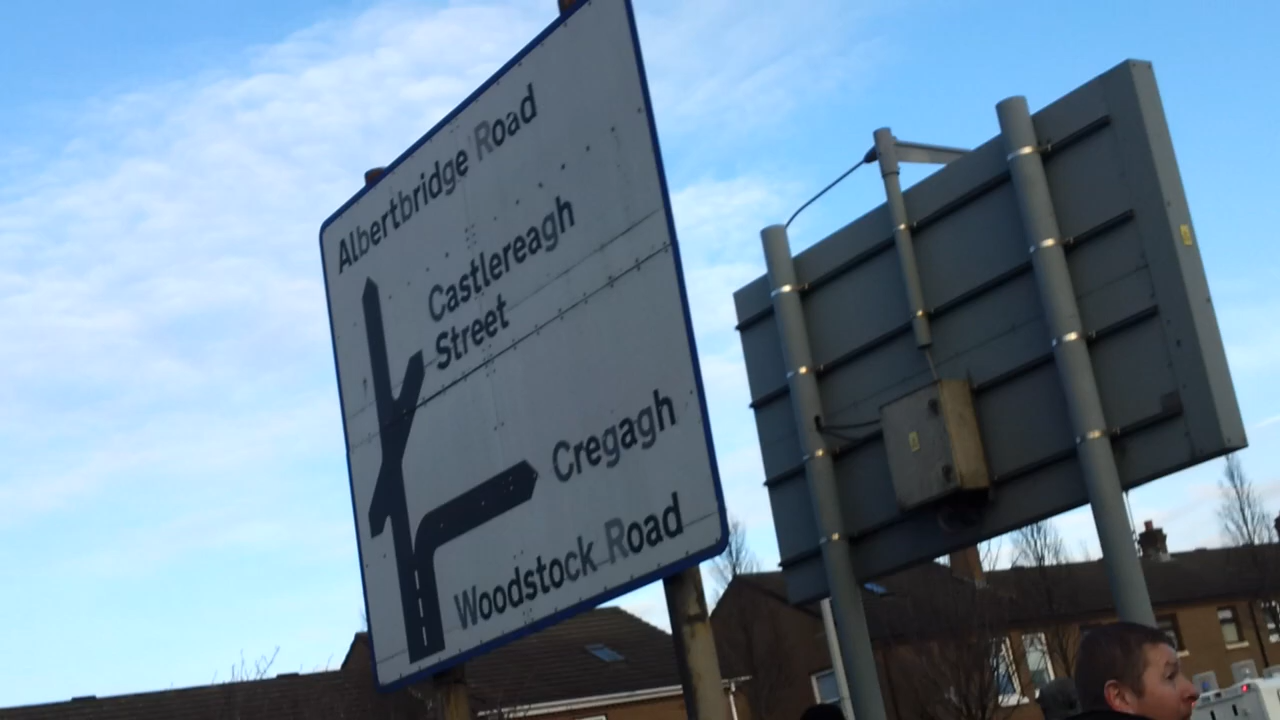 Albertbridge Road
Castlereagh
Street
Cregagh
Woodstock Road